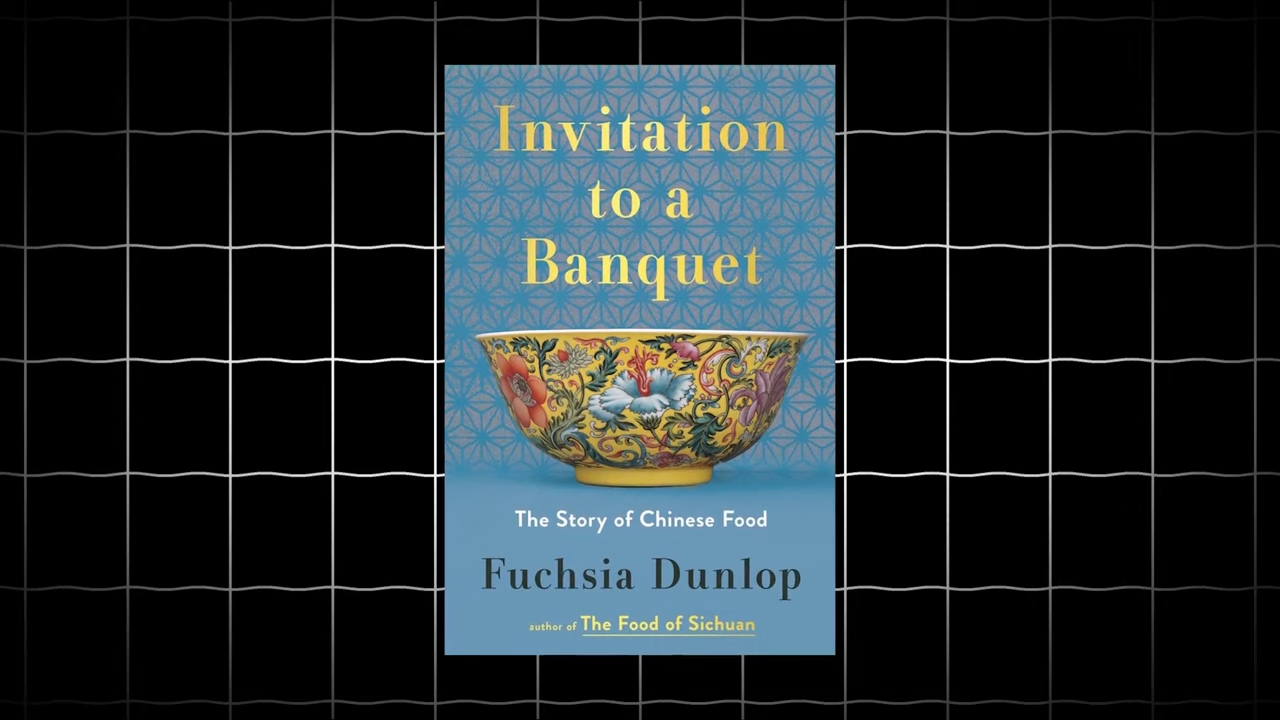 Invitation
to a
Banquet
The Story of Chinese Food
Fuchsia Dunlop
author of The Food of Sichuan